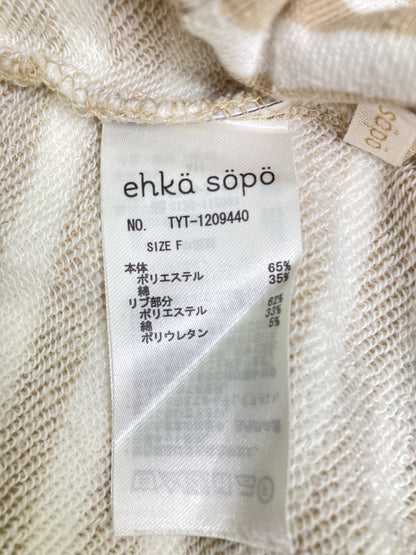 ehkä söpö
NO. TYT-1209440
SIZE F
本体
ポリエステル 65%
綿 35%
リブ部分
ポリエステル 62%
綿 33%
ポリウレタン 5%
söpö